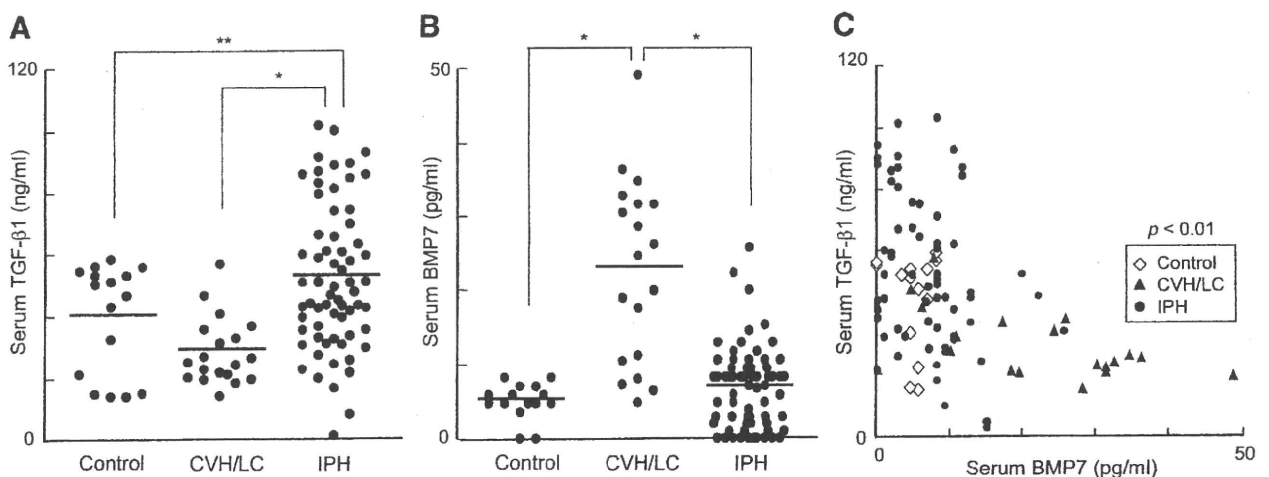 A
**
*
120
0
Serum TGF-β1 (ng/ml)
Control CVH/LC IPH
B
* *
50
0
Serum BMP7 (pg/ml)
Control CVH/LC IPH
C
120
0
Serum TGF-β1 (ng/ml)
p < 0.01
Control
CVH/LC
IPH
0 50
Serum BMP7 (pg/ml)